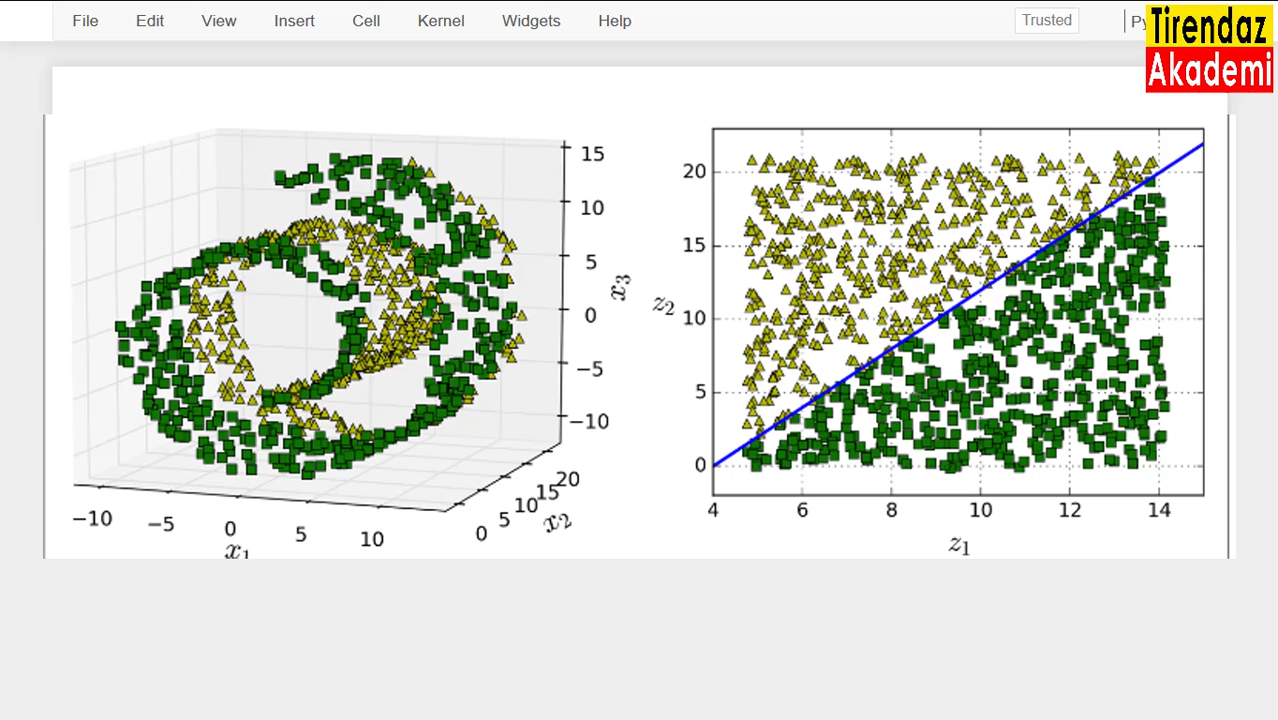 File Edit View Insert Cell Kernel Widgets Help Trusted
Tirendaz
Akademi
15
10
5
0
−5
−10
x3
−10 −5 0 5 10
x1
0 5 10 15 20
x2
20
15
10
5
0
z2
4 6 8 10 12 14
z1